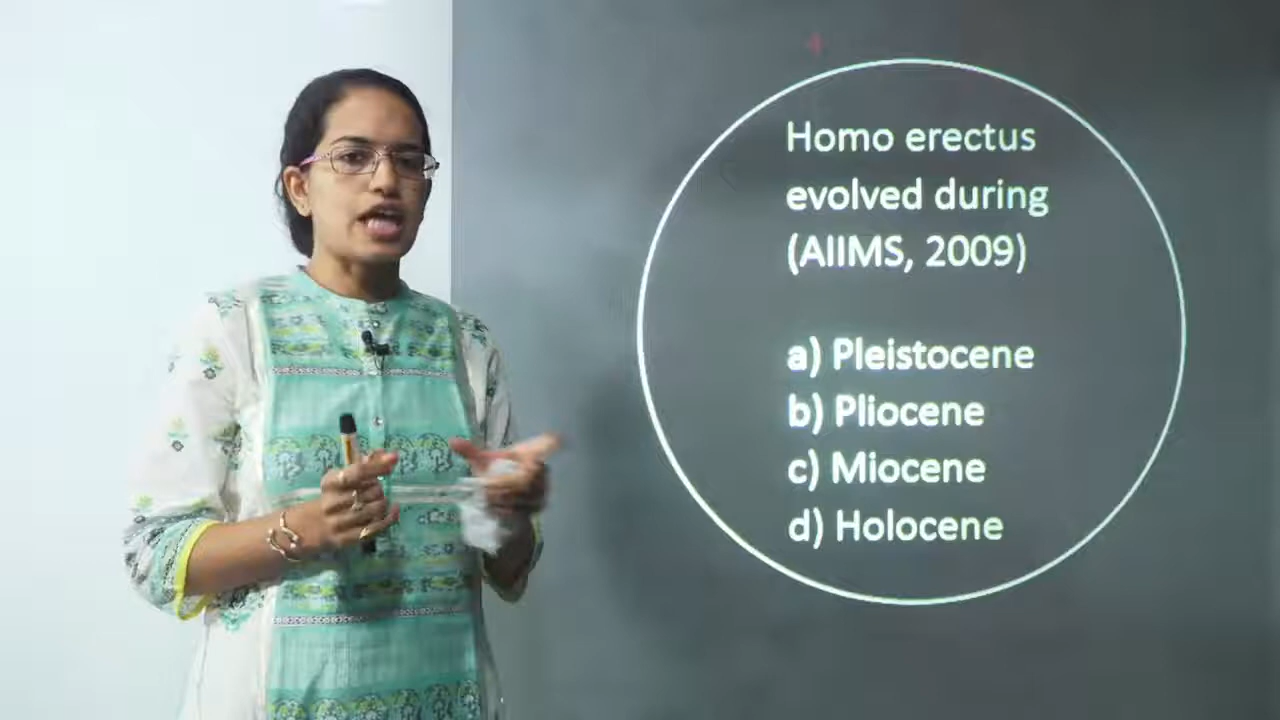 Homo erectus
evolved during
(AIIMS, 2009)
a) Pleistocene
b) Pliocene
c) Miocene
d) Holocene